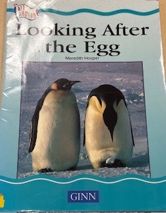 Looking After
the Egg
Meredith Hooper
GINN